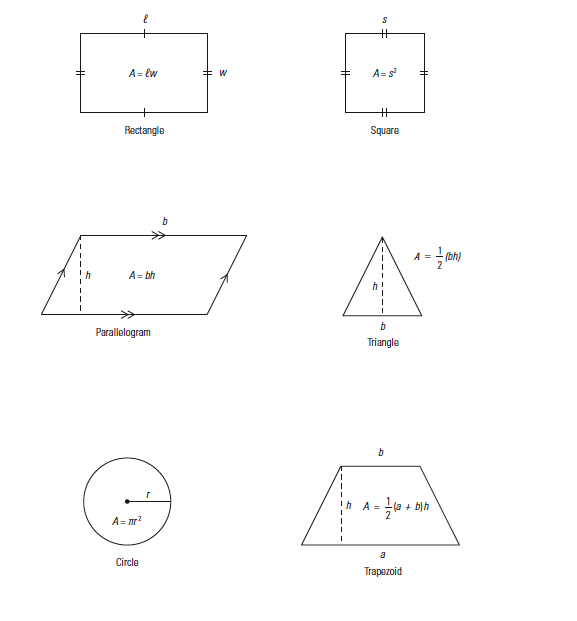 ℓ
A = ℓw
w
Rectangle
s
A = s²
Square
b
h
A = bh
Parallelogram
A = 1/2 (bh)
h
b
Triangle
r
A = πr²
Circle
b
h
A = 1/2 (a + b)h
a
Trapezoid